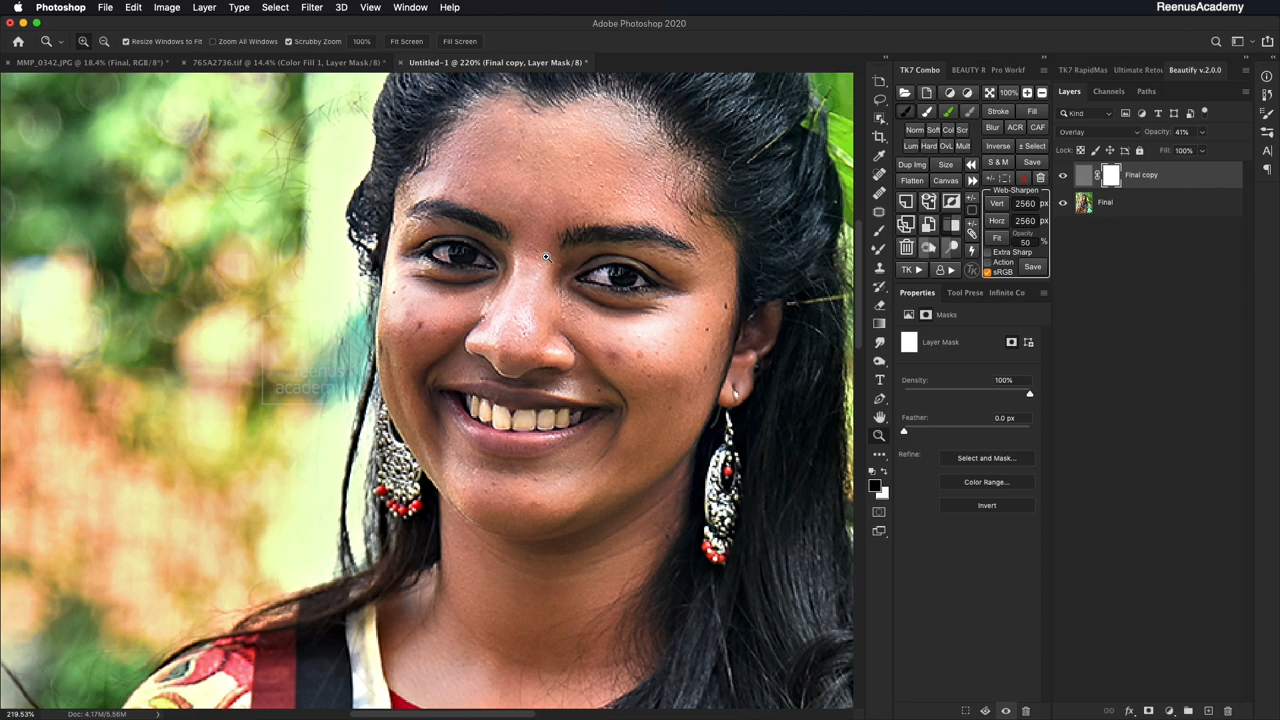 Photoshop File Edit Image Layer Type Select Filter 3D View Window Help ReenusAcademy
Adobe Photoshop 2020
Resize Windows to Fit Zoom All Windows Scrubby Zoom 100% Fit Screen Fill Screen
MMP_0342.JPG @ 18.4% (Final, RGB/8*) * 765A2736.tif @ 14.4% (Color Fill 1, Layer Mask/8) * Untitled-1 @ 220% (Final copy, Layer Mask/8) *
TK7 Combo BEAUTY R Pro Workf
100%
Stroke Fill
Norm Soft Col Scr Blur ACR CAF
Lum Hard OvL Mult Inverse ± Select
Dup Img Size S & M Save
Flatten Canvas
Web-Sharpen
Vert 2560 px
Horz 2560 px
Fit Opacity 50 %
Extra Sharp
Action
sRGB Save
TK
Properties Tool Prese Infinite Co
Masks
Layer Mask
Density: 100%
Feather: 0.0 px
Refine: Select and Mask...
Color Range...
Invert
TK7 RapidMas Ultimate Retou Beautify v.2.0.0
Layers Channels Paths
Kind
Overlay Opacity: 41%
Lock: Fill: 100%
Final copy
Final
reenus
academy
219.53% Doc: 4.17M/5.56M